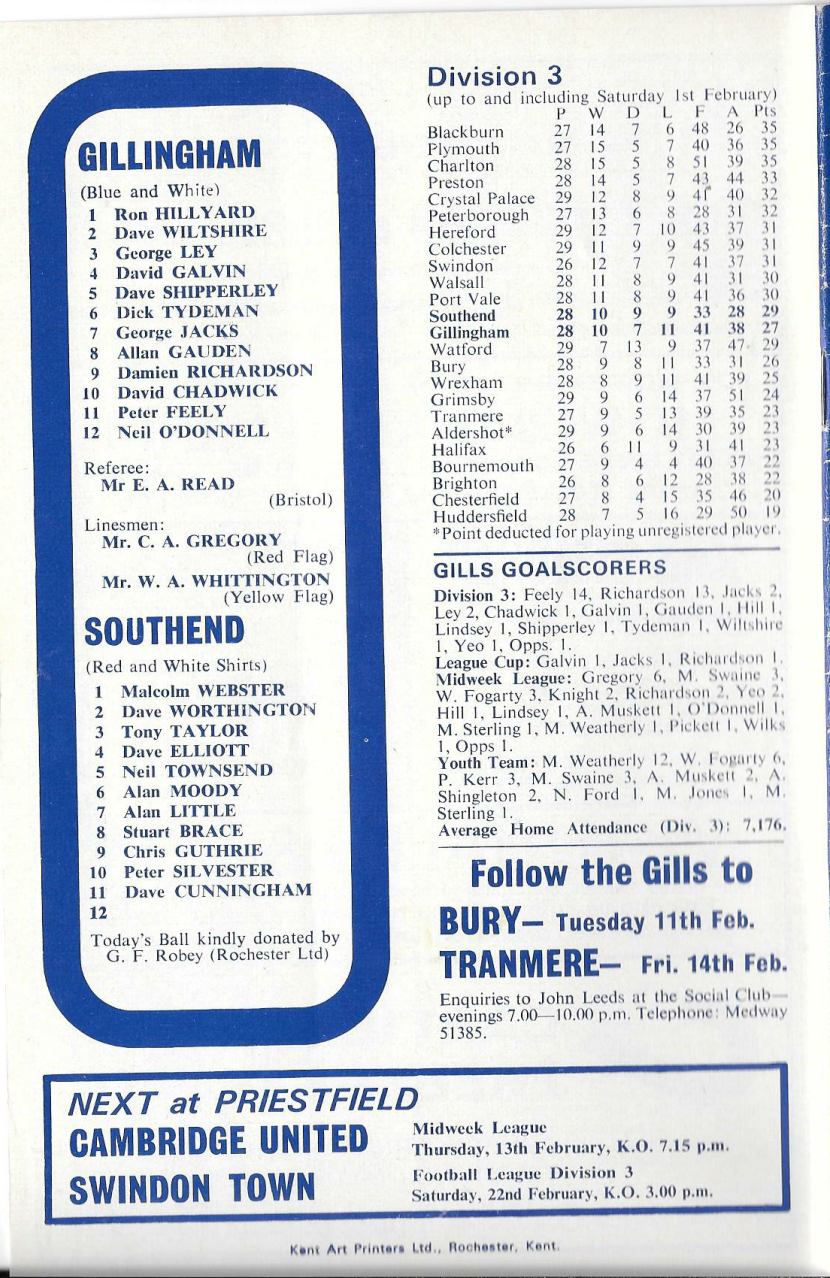 GILLINGHAM
(Blue and White)
1 Ron HILLYARD
2 Dave WILTSHIRE
3 George LEY
4 David GALVIN
5 Dave SHIPPERLEY
6 Dick TYDEMAN
7 George JACKS
8 Allan GAUDEN
9 Damien RICHARDSON
10 David CHADWICK
11 Peter FEELY
12 Neil O'DONNELL
Referee:
Mr E. A. READ
(Bristol)
Linesmen:
Mr. C. A. GREGORY
(Red Flag)
Mr. W. A. WHITTINGTON
(Yellow Flag)
SOUTHEND
(Red and White Shirts)
1 Malcolm WEBSTER
2 Dave WORTHINGTON
3 Tony TAYLOR
4 Dave ELLIOTT
5 Neil TOWNSEND
6 Alan MOODY
7 Alan LITTLE
8 Stuart BRACE
9 Chris GUTHRIE
10 Peter SILVESTER
11 Dave CUNNINGHAM
12
Today's Ball kindly donated by
G. F. Robey (Rochester Ltd)
Division 3
(up to and including Saturday 1st February)
P W D L F A Pts
Blackburn 27 14 7 6 48 26 35
Plymouth 27 15 5 7 40 36 35
Charlton 28 15 5 8 51 39 35
Preston 28 14 5 7 43 44 33
Crystal Palace 29 12 8 9 41 40 32
Peterborough 27 13 6 8 28 31 32
Hereford 29 12 7 10 43 37 31
Colchester 29 11 9 9 45 39 31
Swindon 26 12 7 7 41 37 31
Walsall 28 11 8 9 41 31 30
Port Vale 28 11 8 9 41 36 30
Southend 28 10 9 9 33 28 29
Gillingham 28 10 7 11 41 38 27
Watford 29 7 13 9 37 47 29
Bury 28 9 8 11 33 31 26
Wrexham 28 8 9 11 41 39 25
Grimsby 29 9 6 14 37 51 24
Tranmere 27 9 5 13 39 35 23
Aldershot* 29 9 6 14 30 39 23
Halifax 26 6 11 9 31 41 23
Bournemouth 27 9 4 4 40 37 22
Brighton 26 8 6 12 28 38 22
Chesterfield 27 8 4 15 35 46 20
Huddersfield 28 7 5 16 29 50 19
*Point deducted for playing unregistered player.
GILLS GOALSCORERS
Division 3: Feely 14, Richardson 13, Jacks 2,
Ley 2, Chadwick 1, Galvin 1, Gauden 1, Hill 1,
Lindsey 1, Shipperley 1, Tydeman 1, Wiltshire
1, Yeo 1, Opps. 1.
League Cup: Galvin 1, Jacks 1, Richardson 1.
Midweek League: Gregory 6, M. Swaine 3,
W. Fogarty 3, Knight 2, Richardson 2, Yeo 2,
Hill 1, Lindsey 1, A. Muskett 1, O'Donnell 1,
M. Sterling 1, M. Weatherly 1, Pickett 1, Wilks
1, Opps 1.
Youth Team: M. Weatherly 12, W. Fogarty 6,
P. Kerr 3, M. Swaine 3, A. Muskett 2, A.
Shingleton 2, N. Ford 1, M. Jones 1, M.
Sterling 1.
Average Home Attendance (Div. 3): 7,176.
Follow the Gills to
BURY— Tuesday 11th Feb.
TRANMERE— Fri. 14th Feb.
Enquiries to John Leeds at the Social Club—
evenings 7.00—10.00 p.m. Telephone: Medway
51385.
NEXT at PRIESTFIELD
CAMBRIDGE UNITED
Midweek League
Thursday, 13th February, K.O. 7.15 p.m.
SWINDON TOWN
Football League Division 3
Saturday, 22nd February, K.O. 3.00 p.m.
Kent Art Printers Ltd., Rochester, Kent.